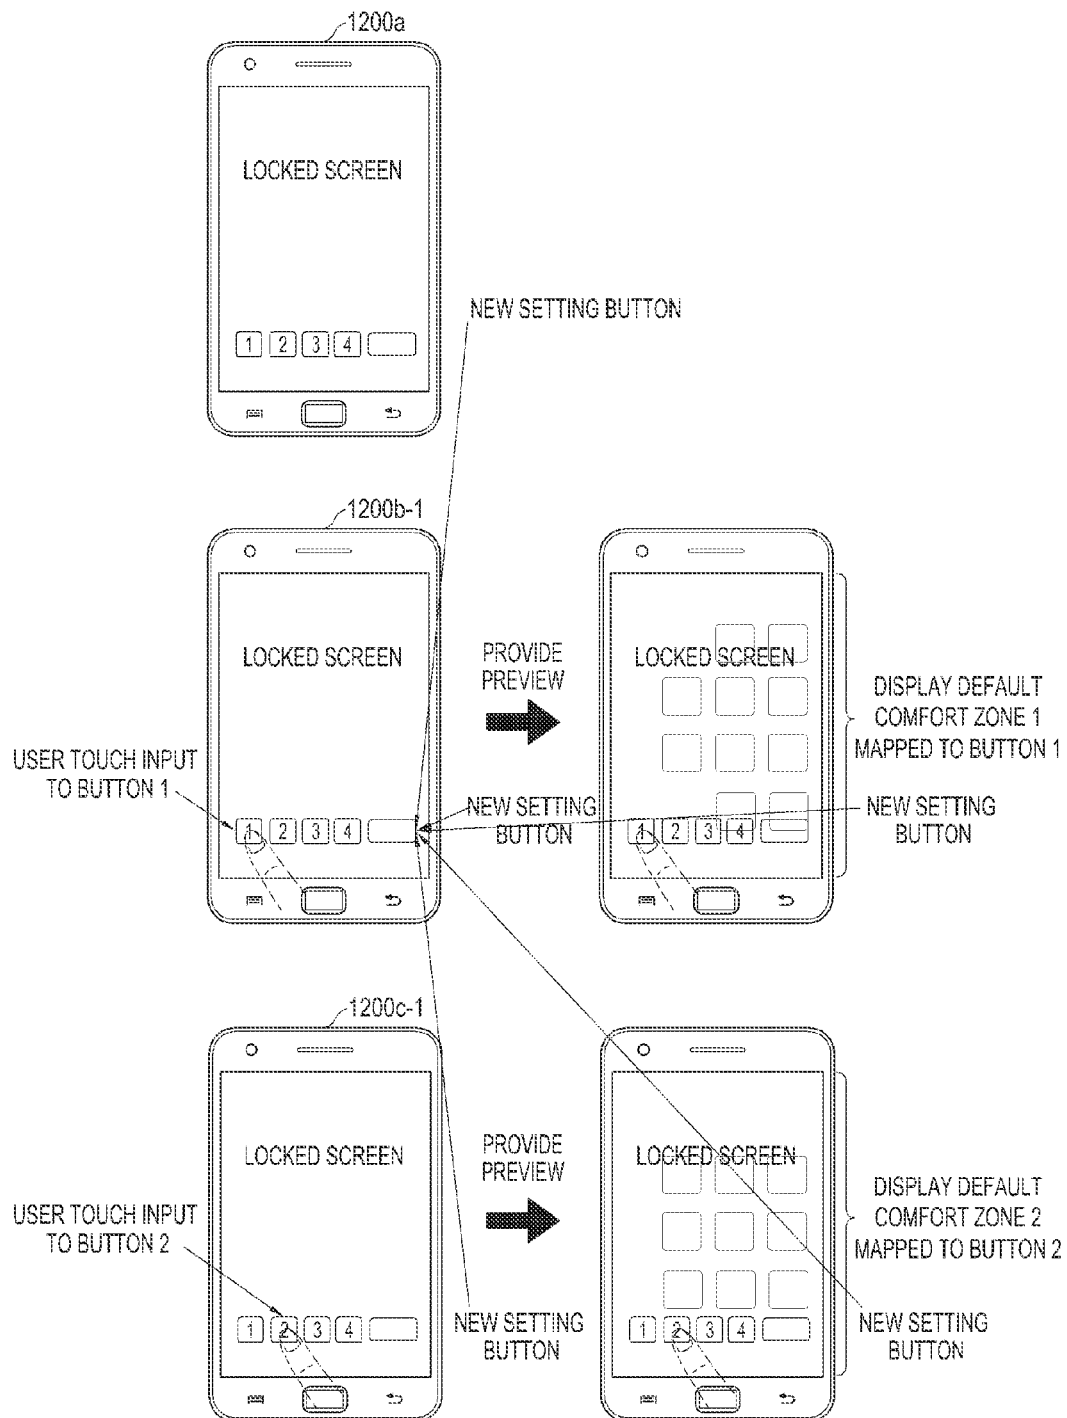 1200a
LOCKED SCREEN
NEW SETTING BUTTON
1 2 3 4
1200b-1
LOCKED SCREEN
PROVIDE
PREVIEW
LOCKED SCREEN
DISPLAY DEFAULT
COMFORT ZONE 1
MAPPED TO BUTTON 1
USER TOUCH INPUT
TO BUTTON 1
1 2 3 4
NEW SETTING
BUTTON
1 2 3 4
NEW SETTING
BUTTON
1200c-1
LOCKED SCREEN
PROVIDE
PREVIEW
LOCKED SCREEN
DISPLAY DEFAULT
COMFORT ZONE 2
MAPPED TO BUTTON 2
USER TOUCH INPUT
TO BUTTON 2
1 2 3 4
NEW SETTING
BUTTON
1 2 3 4
NEW SETTING
BUTTON